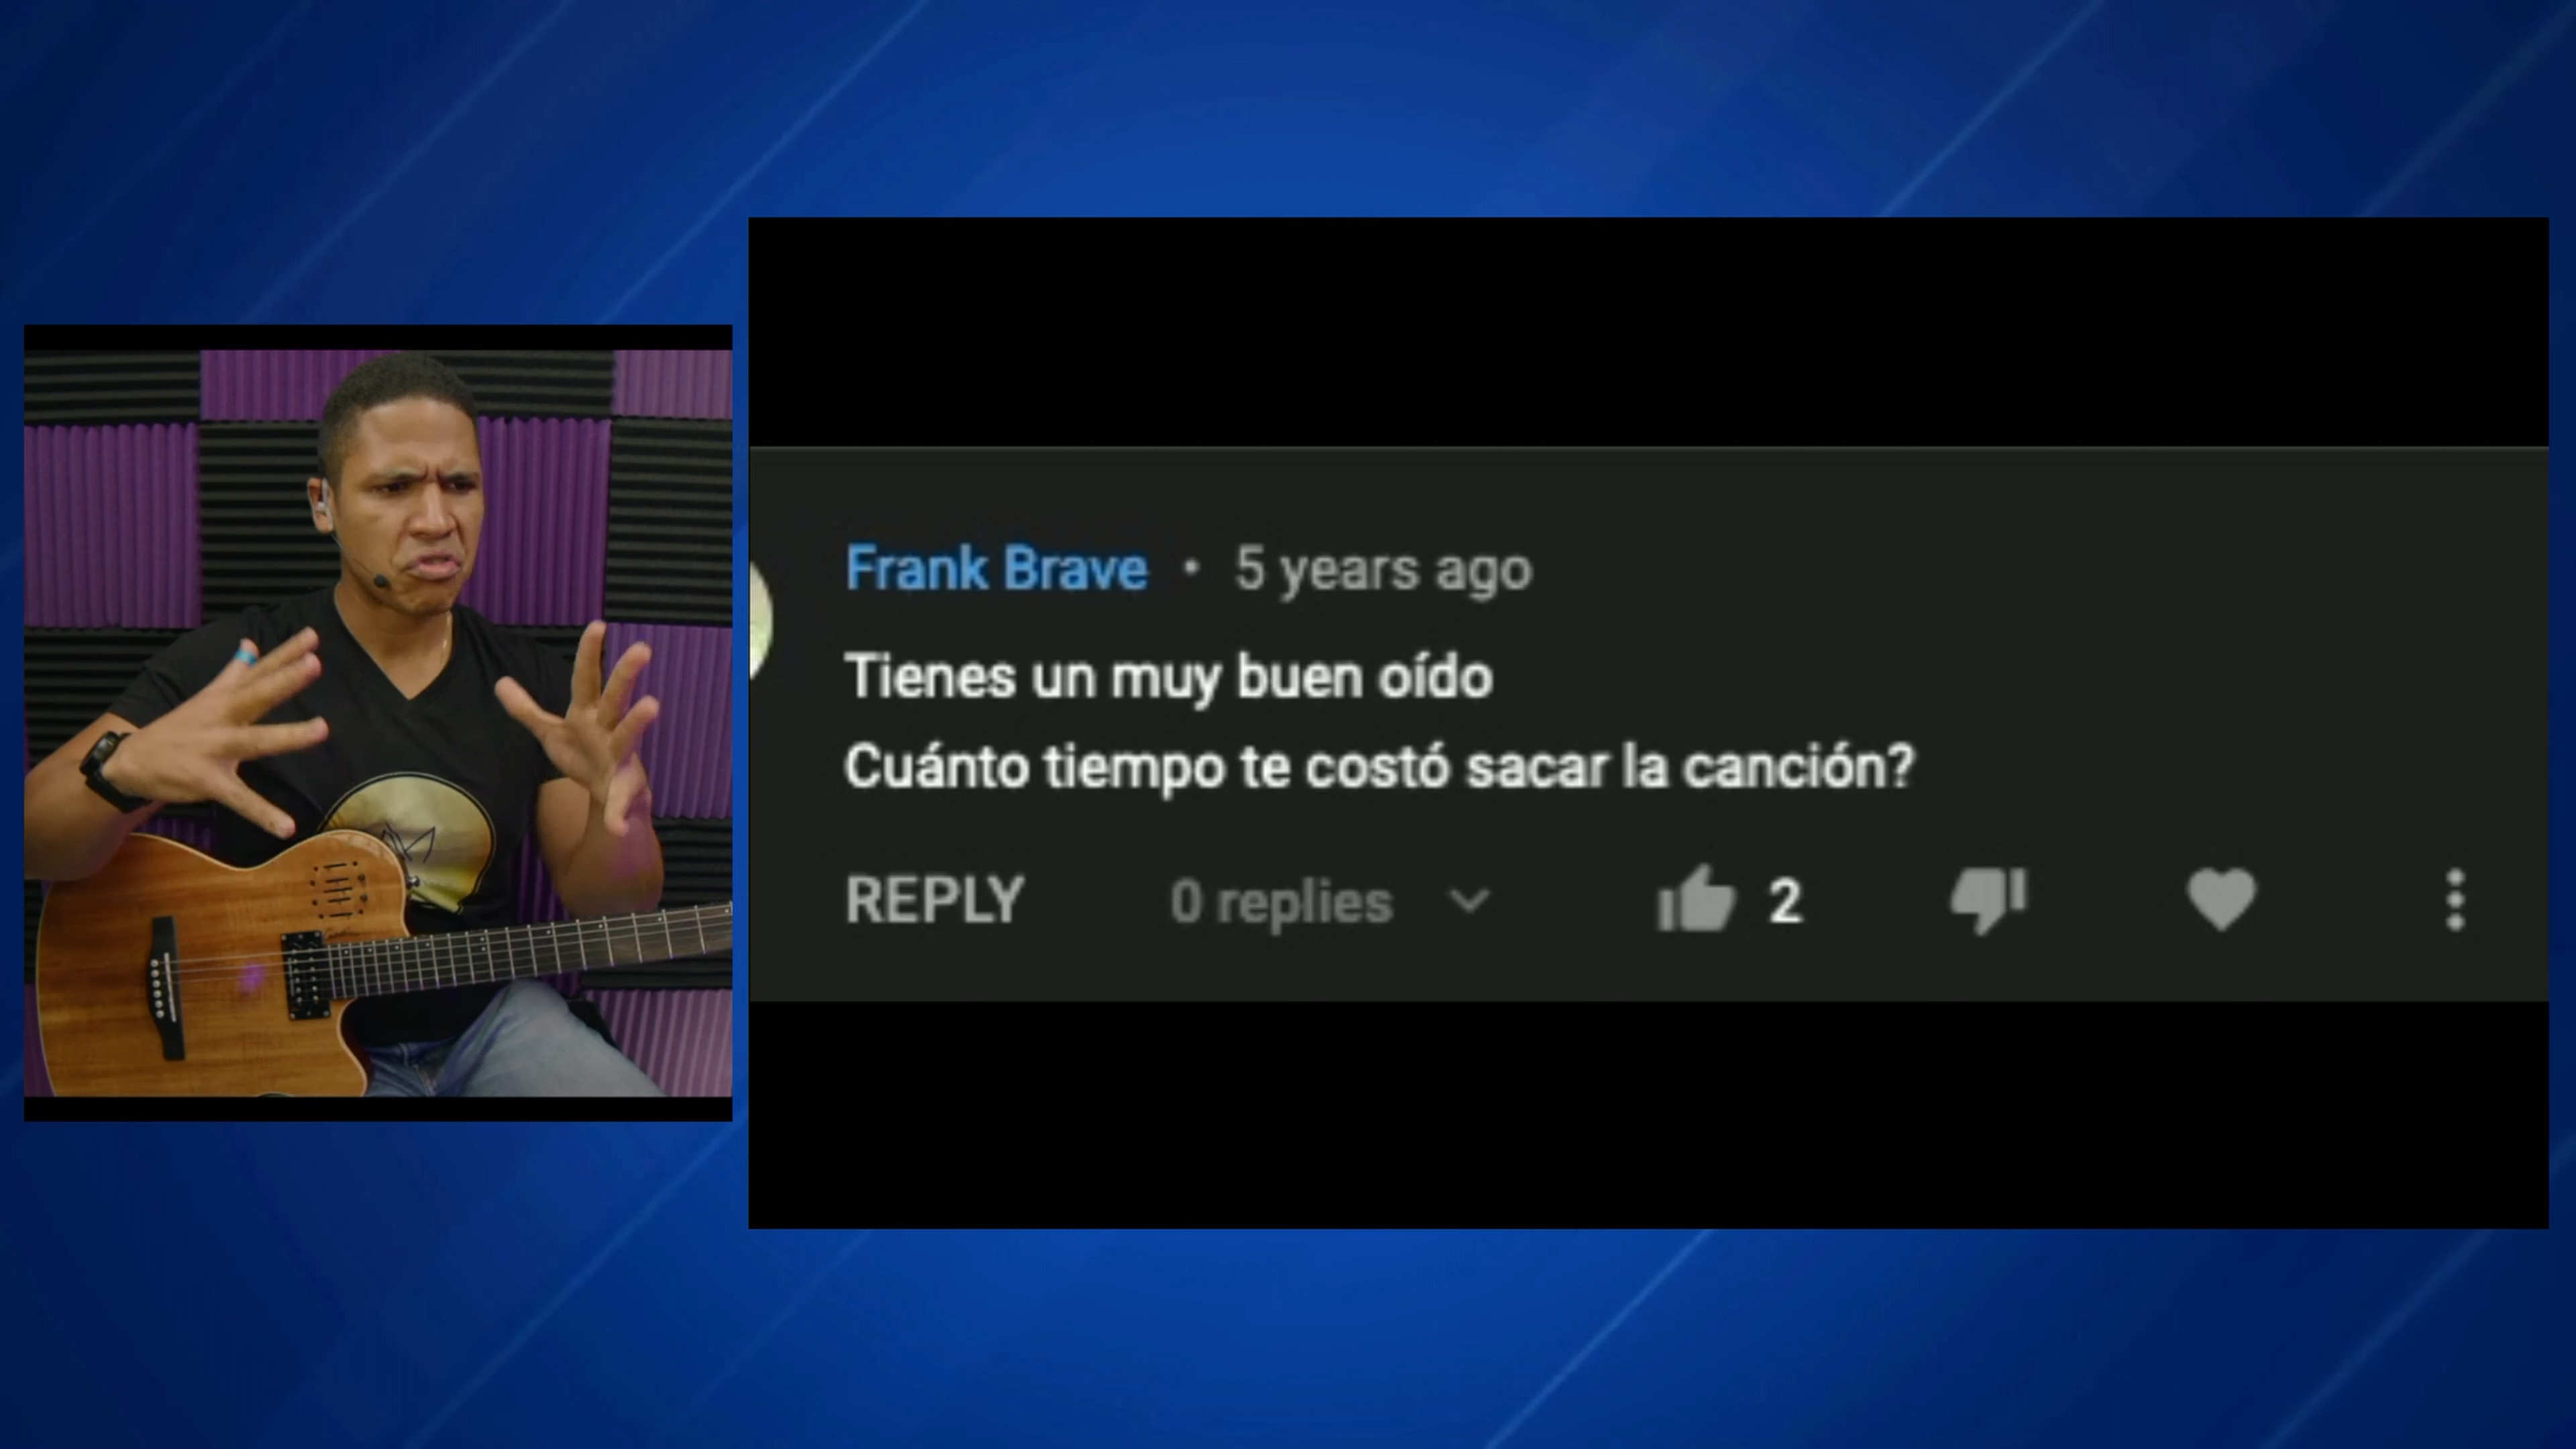 Frank Brave • 5 years ago
Tienes un muy buen oído
Cuánto tiempo te costó sacar la canción?
REPLY 0 replies 2